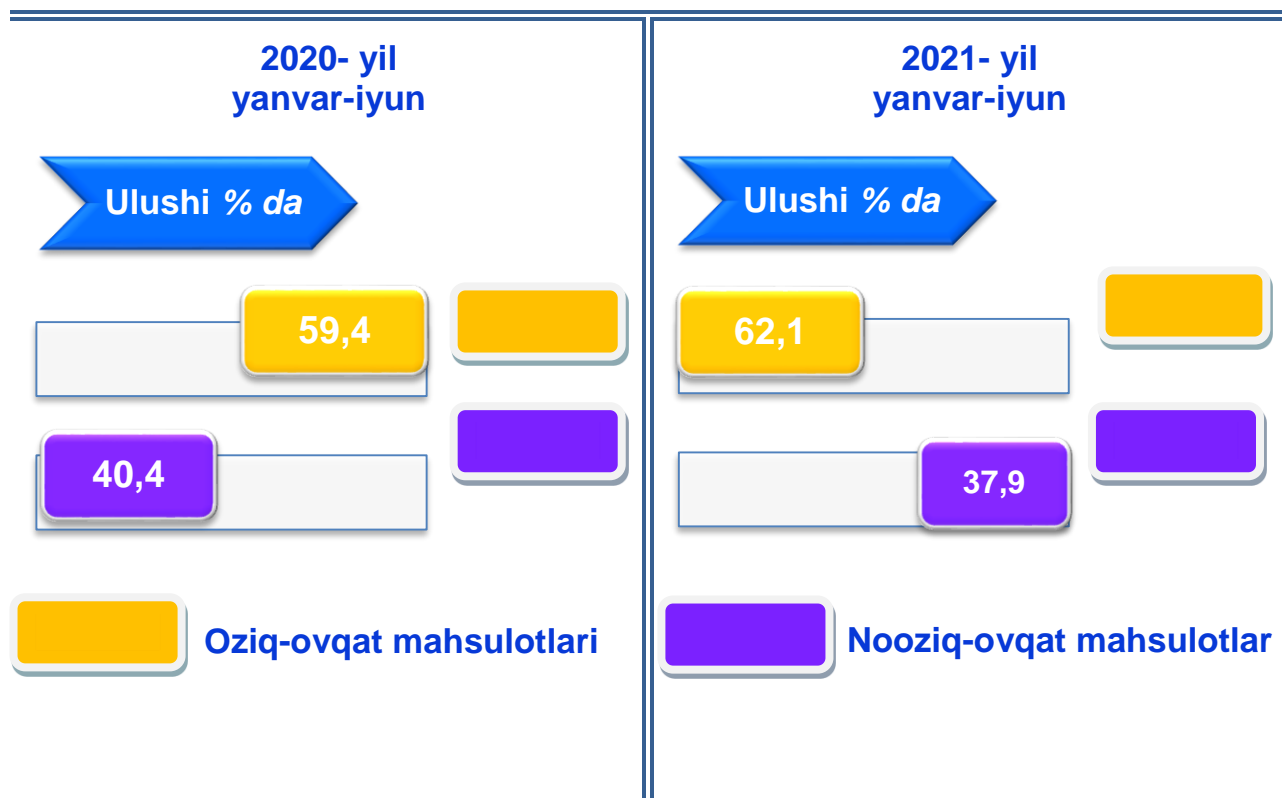 2020- yil
yanvar-iyun
Ulushi % da
59,4
40,4
2021- yil
yanvar-iyun
Ulushi % da
62,1
37,9
Oziq-ovqat mahsulotlari
Nooziq-ovqat mahsulotlar